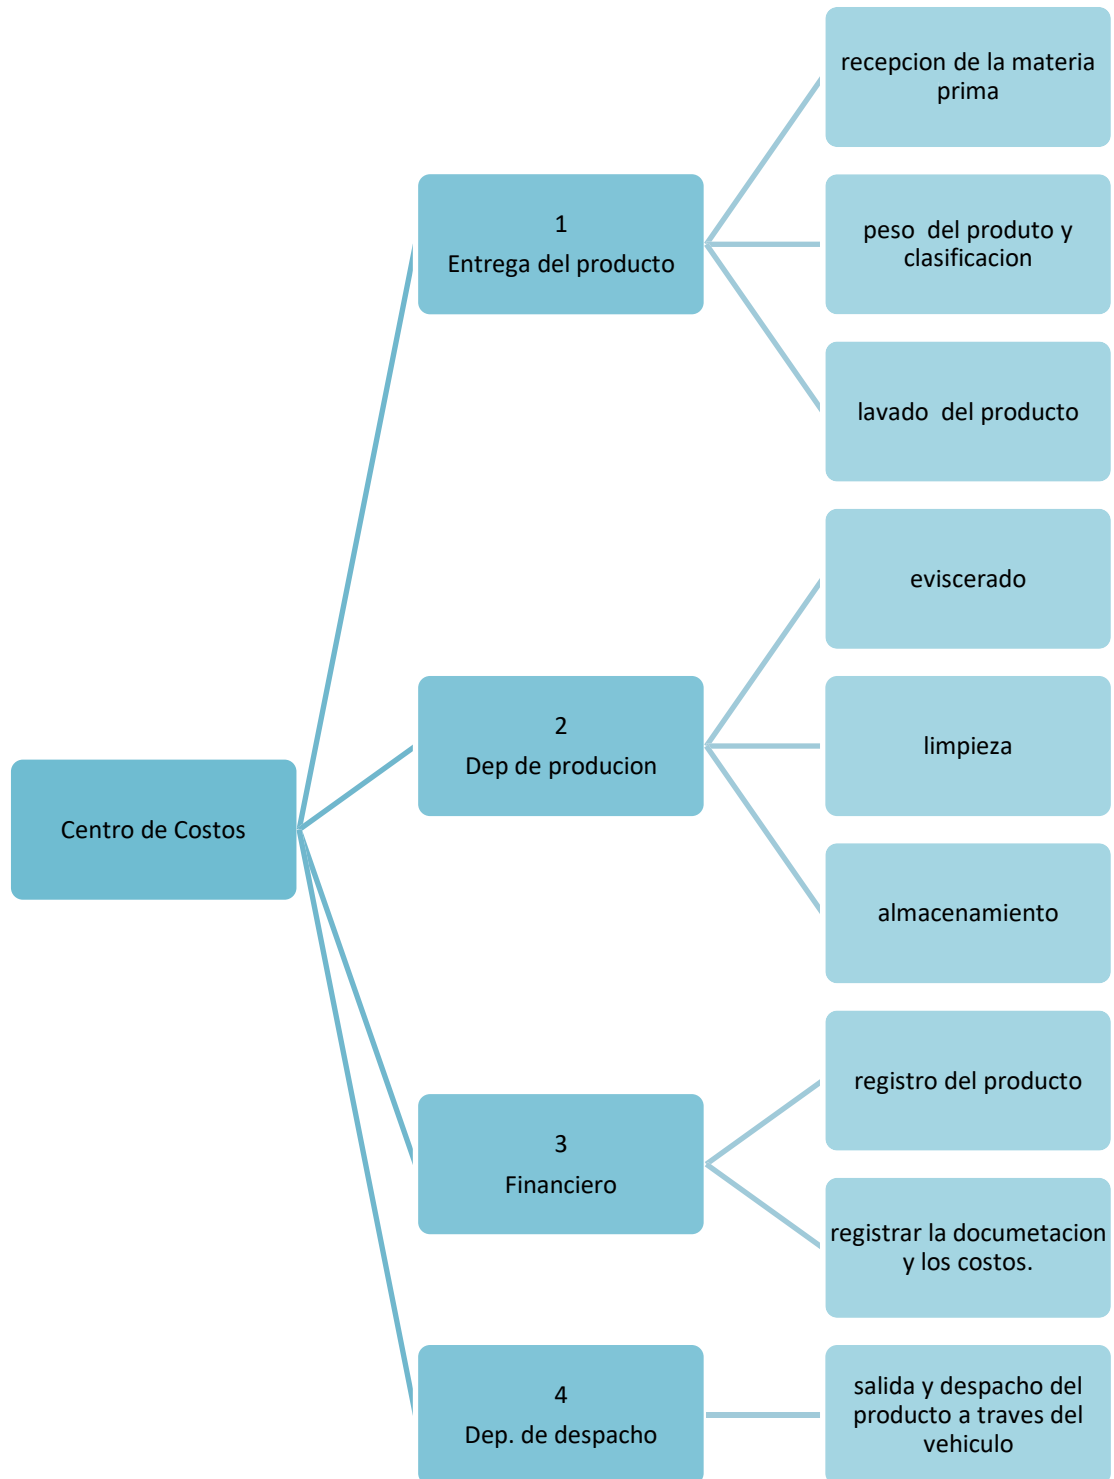 Centro de Costos
1
Entrega del producto
recepcion de la materia
prima
peso  del produto y
clasificacion
lavado  del producto
2
Dep de producion
eviscerado
limpieza
almacenamiento
3
Financiero
registro del producto
registrar la documetacion
y los costos.
4
Dep. de despacho
salida y despacho del
producto a traves del
vehiculo